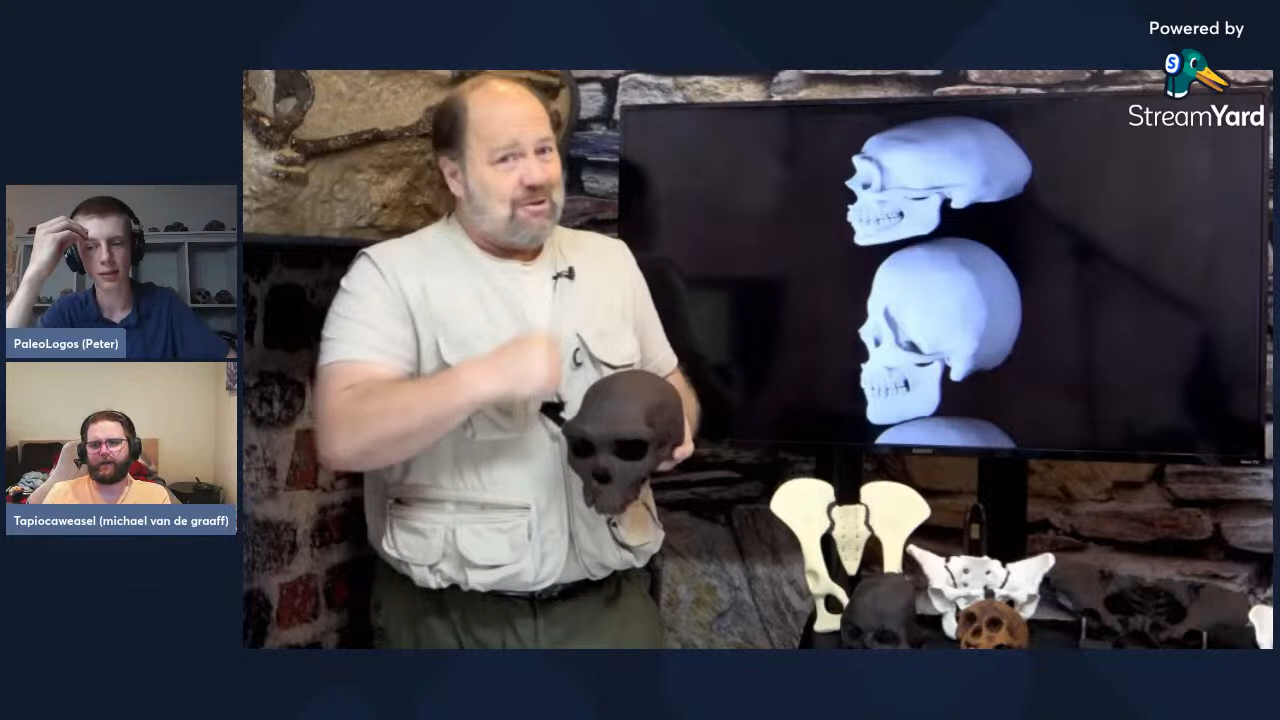 Powered by
S
StreamYard
PaleoLogos (Peter)
Tapiocaweasel (michael van de graaff)